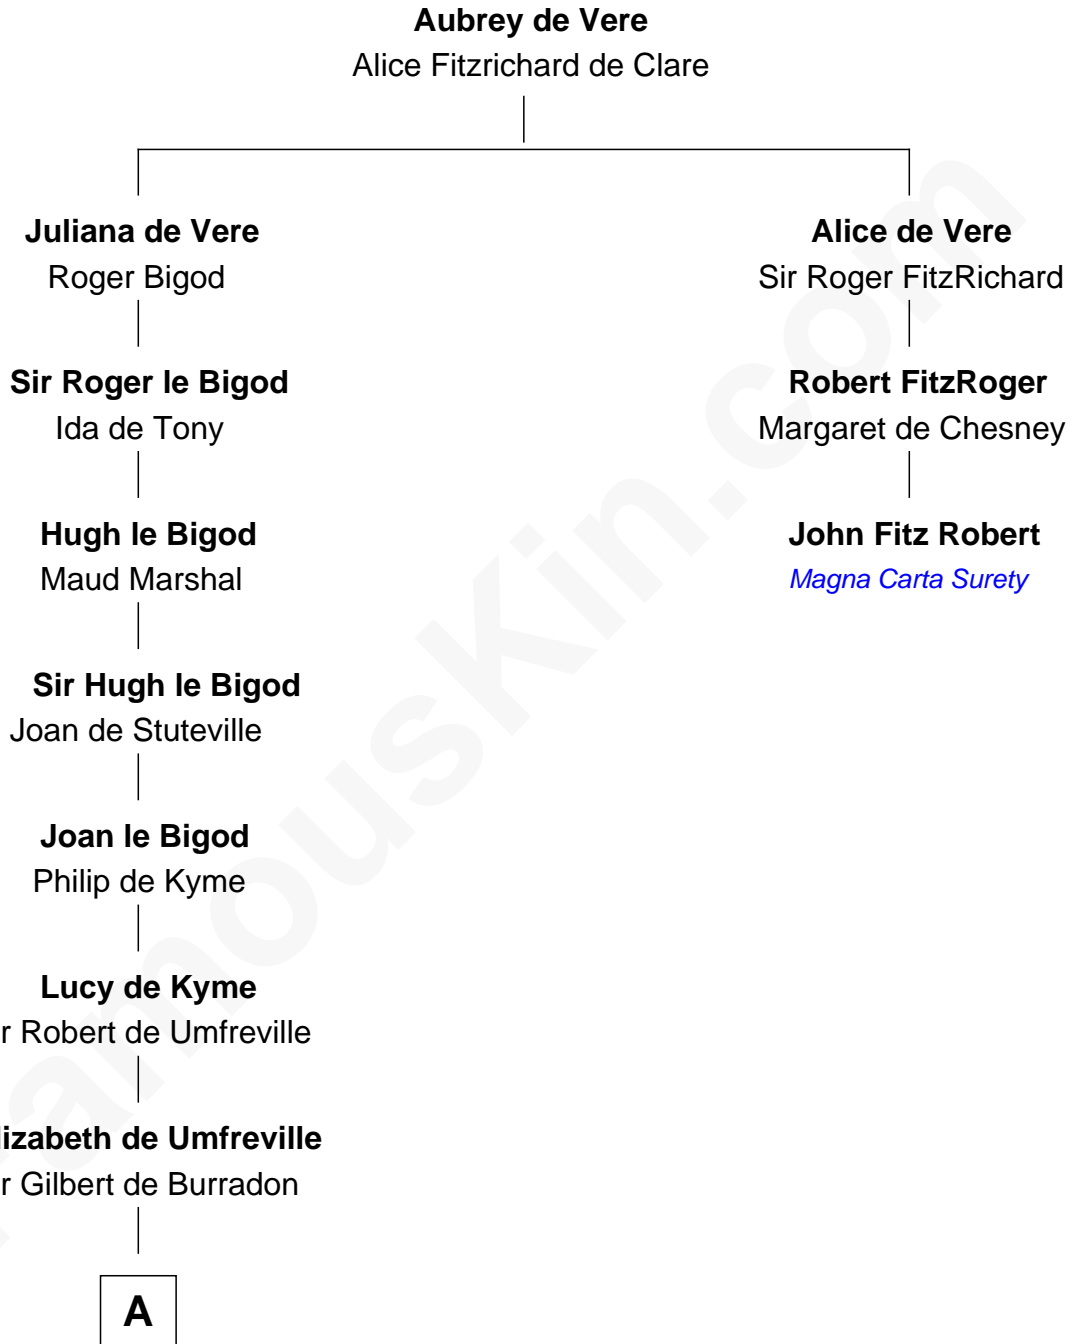 Aubrey de Vere
Alice Fitzrichard de Clare
Juliana de Vere
Roger Bigod
Alice de Vere
Sir Roger FitzRichard
Sir Roger le Bigod
Ida de Tony
Robert FitzRoger
Margaret de Chesney
Hugh le Bigod
Maud Marshal
John Fitz Robert
Magna Carta Surety
Sir Hugh le Bigod
Joan de Stuteville
Joan le Bigod
Philip de Kyme
Lucy de Kyme
r Robert de Umfreville
lizabeth de Umfreville
r Gilbert de Burradon
A
FamousKin.com